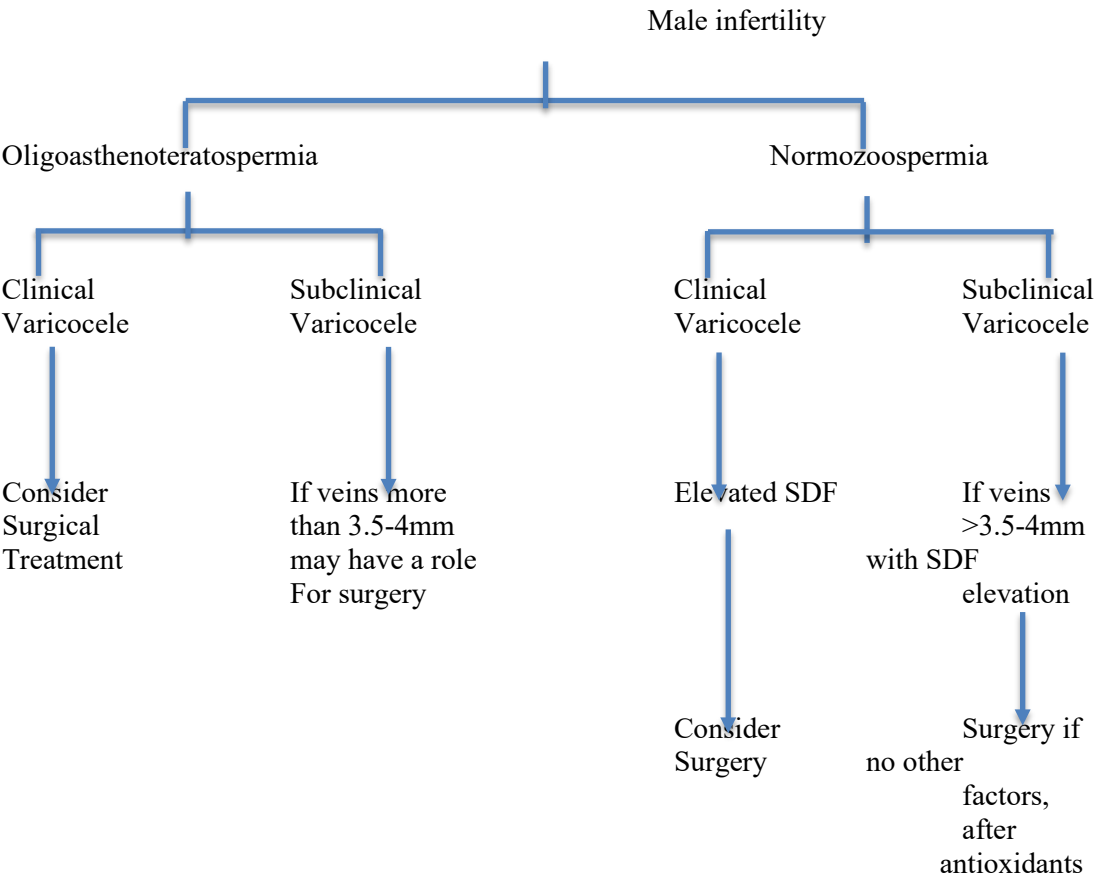 Male infertility
Oligoasthenoteratospermia
Normozoospermia
Clinical
Varicocele
Subclinical
Varicocele
Clinical
Varicocele
Subclinical
Varicocele
Consider
Surgical
Treatment
If veins more
than 3.5-4mm
may have a role
For surgery
Elevated SDF
If veins
>3.5-4mm
with SDF
elevation
Consider
Surgery
Surgery if
no other
factors,
after
antioxidants